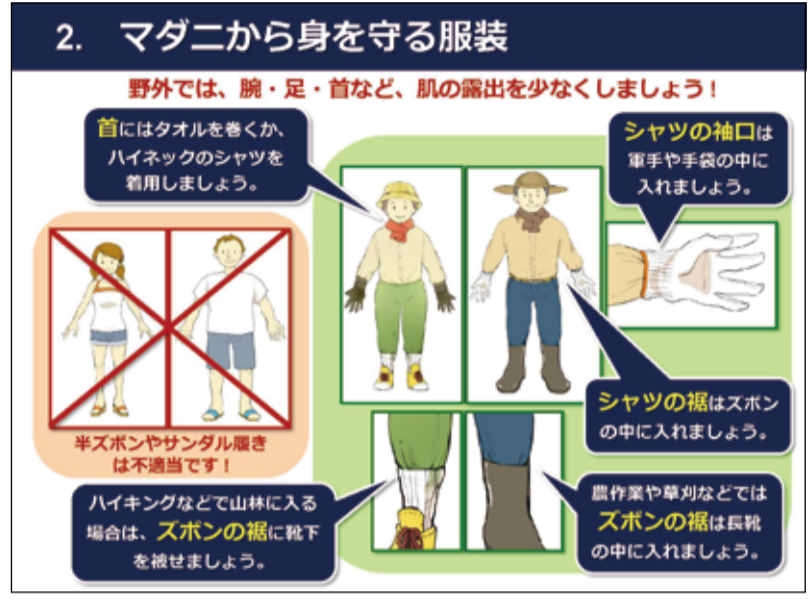 2. マダニから身を守る服装
野外では、腕・足・首など、肌の露出を少なくしましょう！
首にはタオルを巻くか、
ハイネックのシャツを
着用しましょう。
シャツの袖口は
軍手や手袋の中に
入れましょう。
半ズボンやサンダル履き
は不適当です！
シャツの裾はズボン
の中に入れましょう。
ハイキングなどで山林に入る
場合は、ズボンの裾に靴下
を被せましょう。
農作業や草刈などでは
ズボンの裾は長靴
の中に入れましょう。